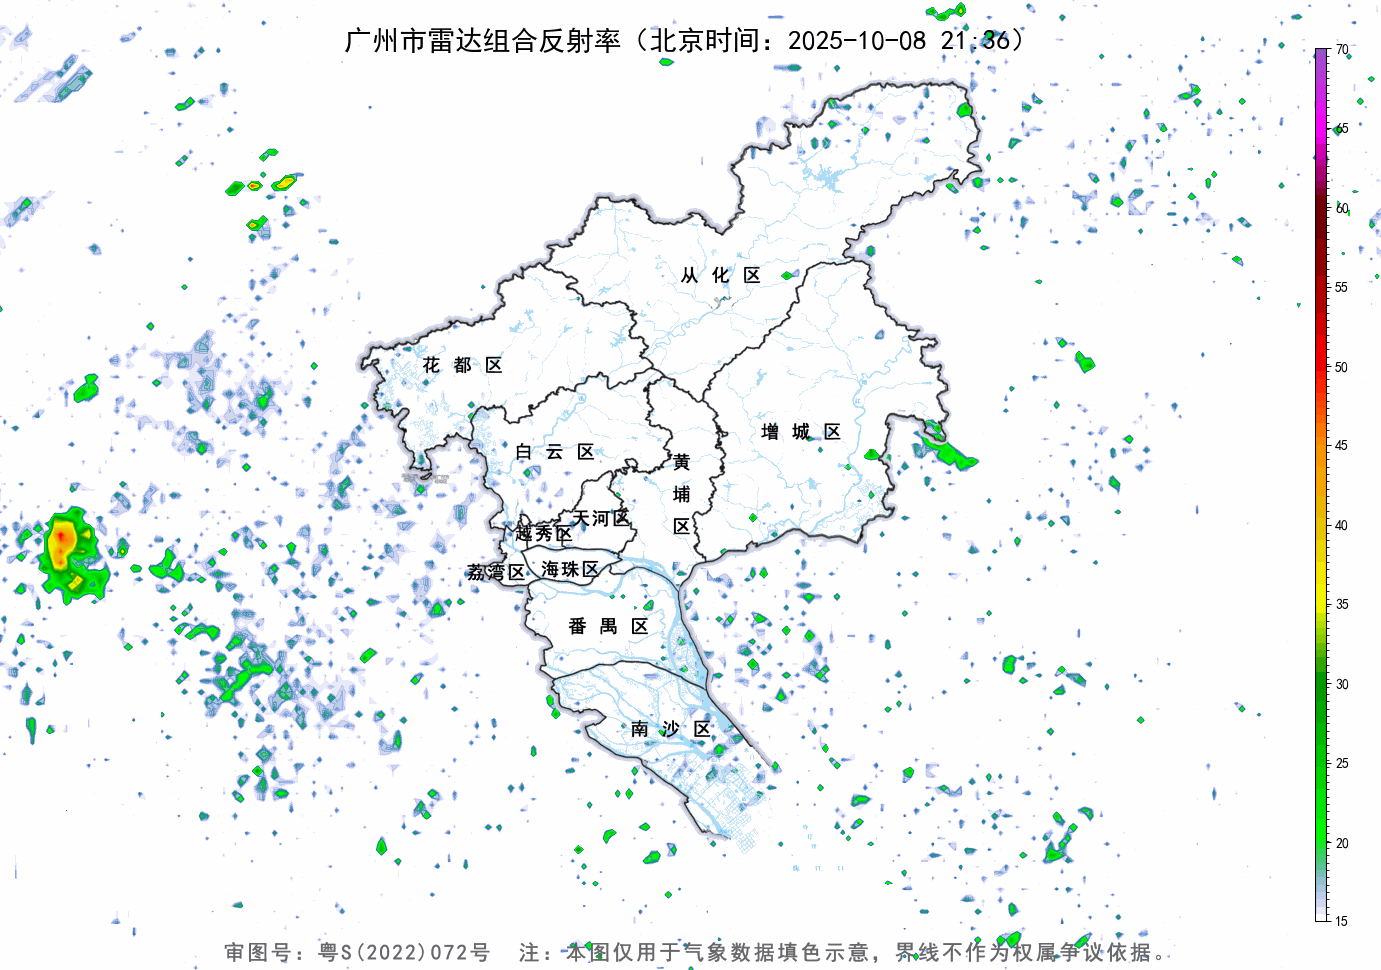 广州市雷达组合反射率（北京时间：2025-10-08 21:36）
70
65
60
55
50
45
40
35
30
25
20
15
从化区
花都区
增城区
白云区
黄埔区
天河区
越秀区
荔湾区
海珠区
番禺区
南沙区
审图号：粤S(2022)072号 注：本图仅用于气象数据填色示意，界线不作为权属争议依据。